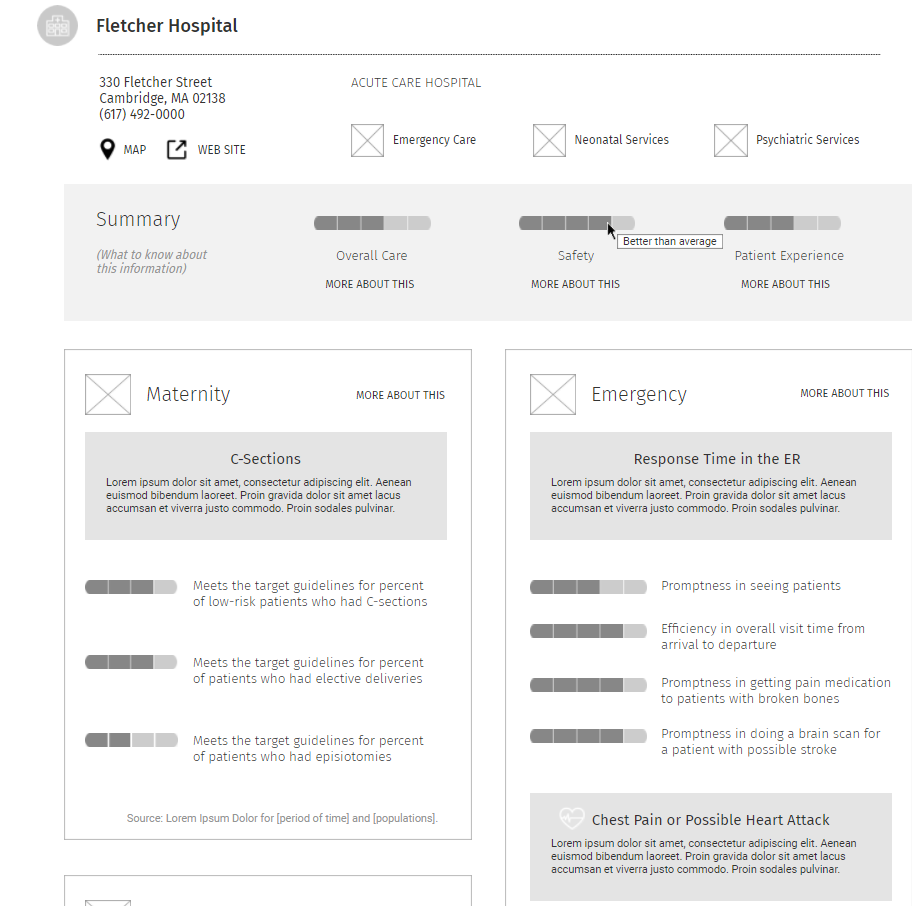 Fletcher Hospital
330 Fletcher Street
Cambridge, MA 02138
(617) 492-0000
MAP
WEB SITE
ACUTE CARE HOSPITAL
Emergency Care
Neonatal Services
Psychiatric Services
Summary
(What to know about
this information)
Overall Care
MORE ABOUT THIS
Better than average
Safety
MORE ABOUT THIS
Patient Experience
MORE ABOUT THIS
Maternity
MORE ABOUT THIS
C-Sections
Lorem ipsum dolor sit amet, consectetur adipiscing elit. Aenean
euismod bibendum laoreet. Proin gravida dolor sit amet lacus
accumsan et viverra justo commodo. Proin sodales pulvinar.
Meets the target guidelines for percent
of low-risk patients who had C-sections
Meets the target guidelines for percent
of patients who had elective deliveries
Meets the target guidelines for percent
of patients who had episiotomies
Source: Lorem Ipsum Dolor for [period of time] and [populations].
Emergency
MORE ABOUT THIS
Response Time in the ER
Lorem ipsum dolor sit amet, consectetur adipiscing elit. Aenean
euismod bibendum laoreet. Proin gravida dolor sit amet lacus
accumsan et viverra justo commodo. Proin sodales pulvinar.
Promptness in seeing patients
Efficiency in overall visit time from
arrival to departure
Promptness in getting pain medication
to patients with broken bones
Promptness in doing a brain scan for
a patient with possible stroke
Chest Pain or Possible Heart Attack
Lorem ipsum dolor sit amet, consectetur adipiscing elit. Aenean
euismod bibendum laoreet. Proin gravida dolor sit amet lacus
accumsan et viverra justo commodo. Proin sodales pulvinar.